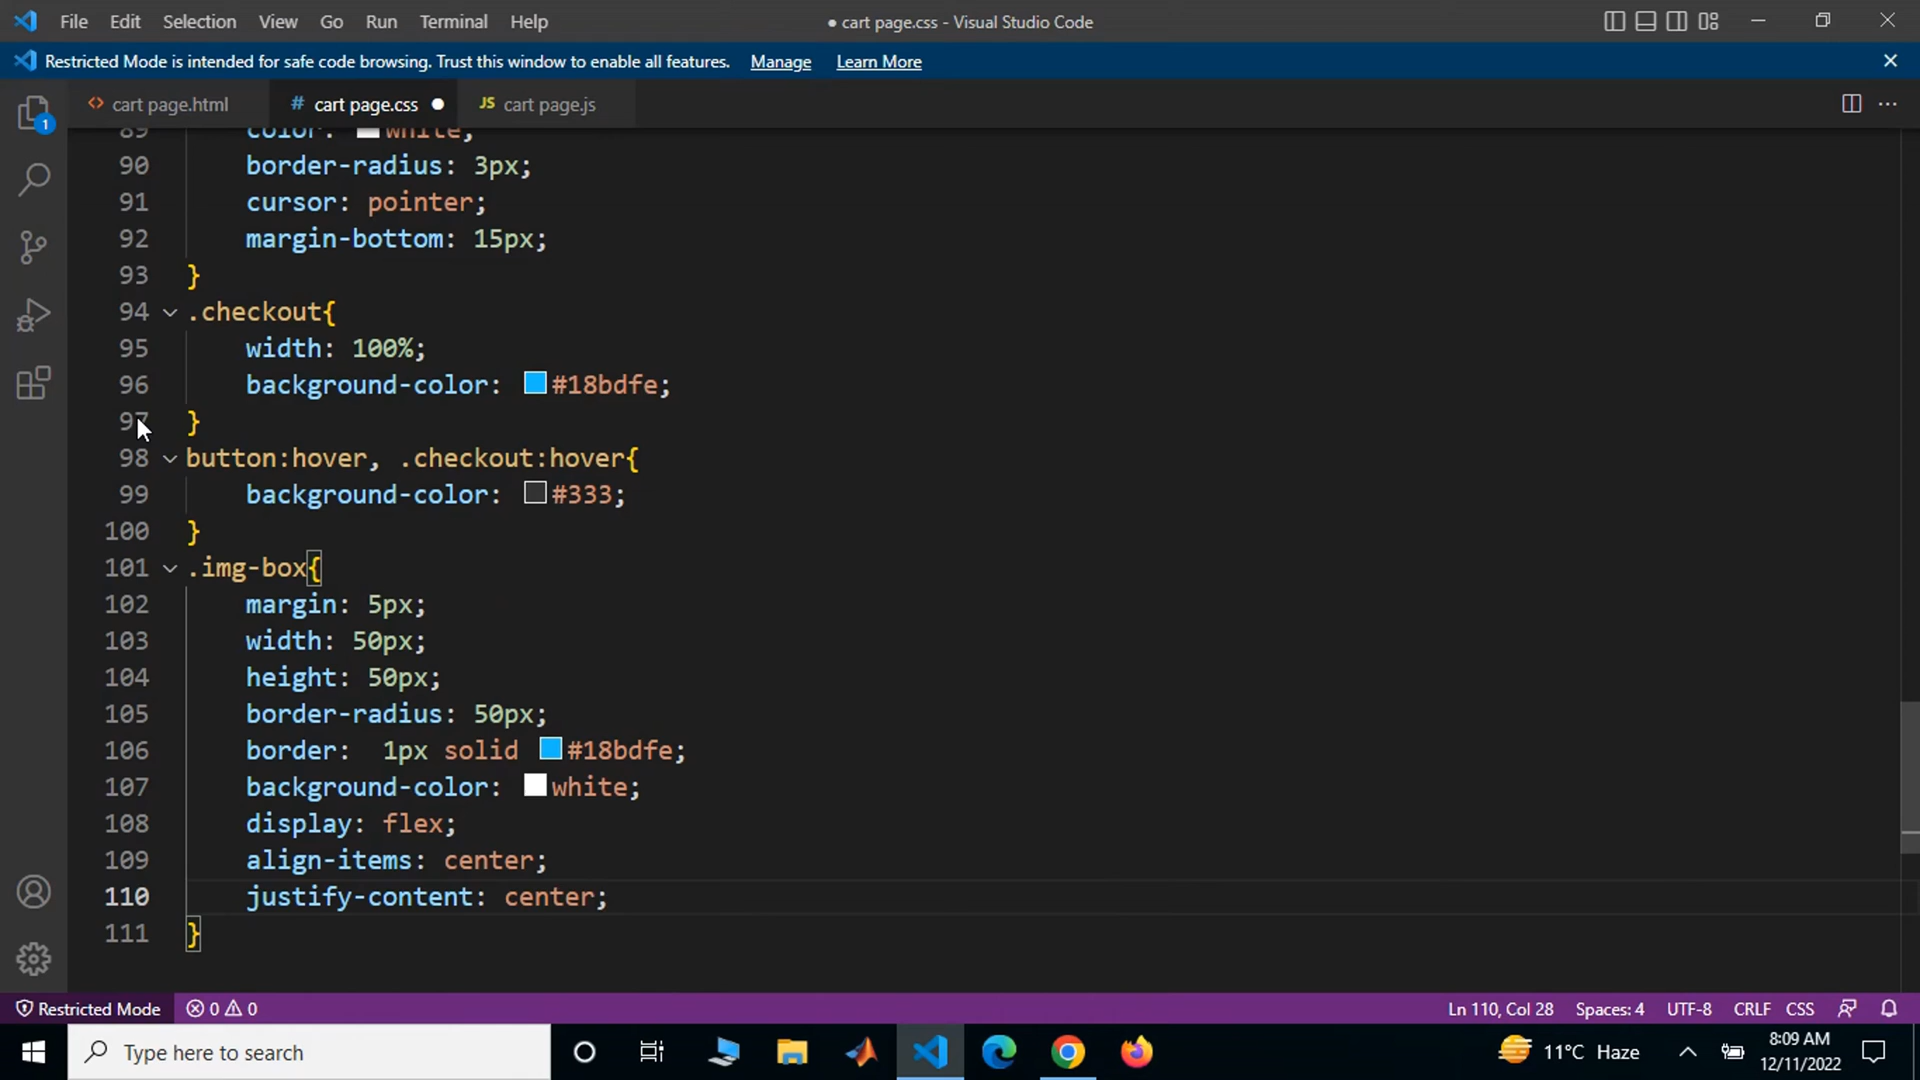 File Edit Selection View Go Run Terminal Help
● cart page.css - Visual Studio Code
Restricted Mode is intended for safe code browsing. Trust this window to enable all features. Manage Learn More
cart page.html # cart page.css ● JS cart page.js
1
89 color: white;
90 border-radius: 3px;
91 cursor: pointer;
92 margin-bottom: 15px;
93 }
94 .checkout{
95 width: 100%;
96 background-color: #18bdfe;
97 }
98 button:hover, .checkout:hover{
99 background-color: #333;
100 }
101 .img-box{
102 margin: 5px;
103 width: 50px;
104 height: 50px;
105 border-radius: 50px;
106 border:  1px solid #18bdfe;
107 background-color: white;
108 display: flex;
109 align-items: center;
110 justify-content: center;
111 }
Restricted Mode 0 0 Ln 110, Col 28 Spaces: 4 UTF-8 CRLF CSS
Type here to search 11°C Haze 8:09 AM
12/11/2022